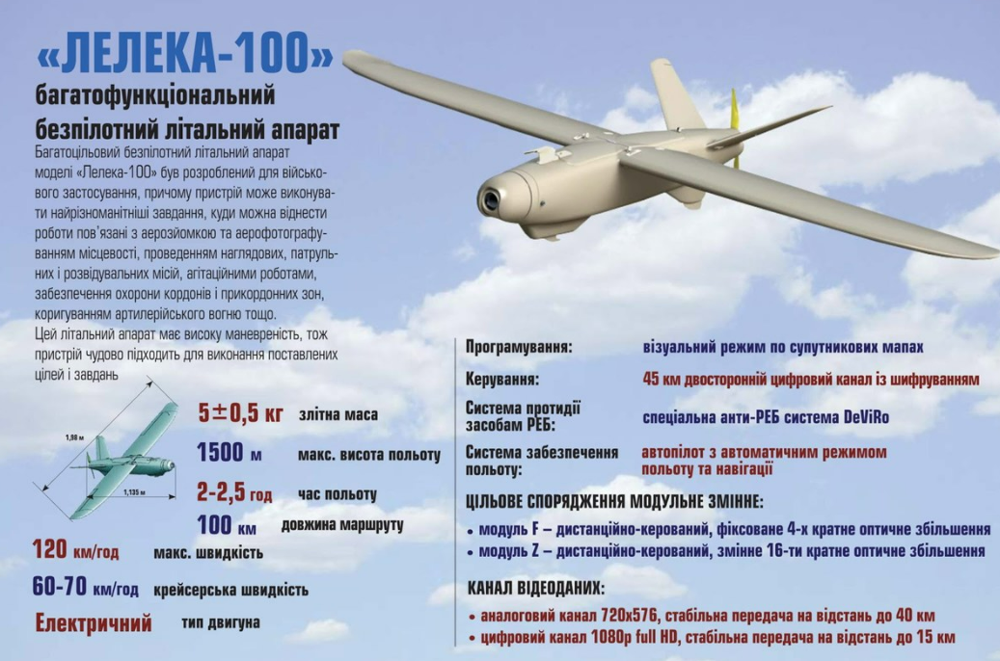 «ЛЕЛЕКА-100»
багатофункціональний
безпілотний літальний апарат
Багатоцільовий безпілотний літальний апарат
моделі «Лелека-100» був розроблений для військо-
вого застосування, причому пристрій може виконува-
ти найрізноманітніші завдання, куди можна віднести
роботи пов’язані з аерозйомкою та аерофотографу-
ванням місцевості, проведенням наглядових, патруль-
них і розвідувальних місій, агітаційними роботами,
забезпечення охорони кордонів і прикордонних зон,
коригуванням артилерійського вогню тощо.
Цей літальний апарат має високу маневреність, тож
пристрій чудово підходить для виконання поставлених
цілей і завдань
1,98 м
1,135 м
5±0,5 кг злітна маса
1500 м макс. висота польоту
2-2,5 год час польоту
100 км довжина маршруту
120 км/год макс. швидкість
60-70 км/год крейсерська швидкість
Електричний тип двигуна
Програмування: візуальний режим по супутникових мапах
Керування: 45 км двосторонній цифровий канал із шифруванням
Система протидії
засобам РЕБ: спеціальна анти-РЕБ система DeViRo
Система забезпечення автопілот з автоматичним режимом
польоту: польоту та навігації
ЦІЛЬОВЕ СПОРЯДЖЕННЯ МОДУЛЬНЕ ЗМІННЕ:
• модуль F – дистанційно-керований, фіксоване 4-х кратне оптичне збільшення
• модуль Z – дистанційно-керований, змінне 16-ти кратне оптичне збільшення
КАНАЛ ВІДЕОДАНИХ:
• аналоговий канал 720х576, стабільна передача на відстань до 40 км
• цифровий канал 1080р full HD, стабільна передача на відстань до 15 км